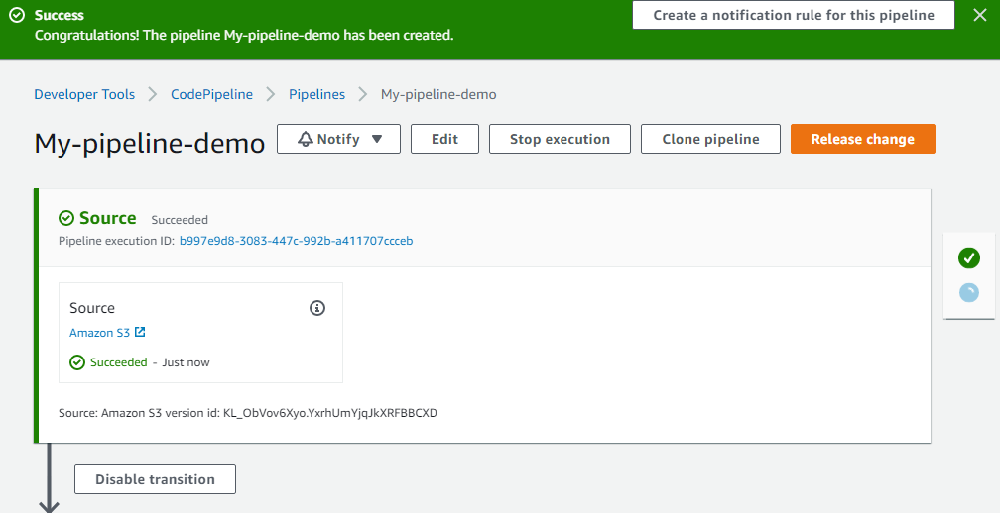 Success
Create a notification rule for this pipeline
Congratulations! The pipeline My-pipeline-demo has been created.
Developer Tools > CodePipeline > Pipelines > My-pipeline-demo
My-pipeline-demo
Notify
Edit
Stop execution
Clone pipeline
Release change
Source Succeeded
Pipeline execution ID: b997e9d8-3083-447c-992b-a411707ccceb
Source
Amazon S3
Succeeded - Just now
Source: Amazon S3 version id: KL_ObVov6Xyo.YxrhUmYjqJkXRFBBCXD
Disable transition